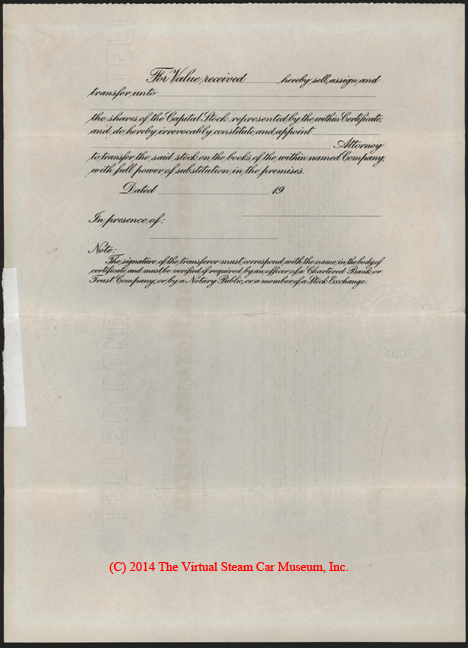 For Value received hereby sell, assign, and
transfer unto
the shares of the Capital Stock represented by the within Certificate,
and do hereby irrevocably constitute and appoint
Attorney
to transfer the said stock on the books of the within named Company,
with full power of substitution in the premises.
Dated 19
In presence of:
Note:
The signature of the transferor must correspond with the name in the body of
certificate and must be verified if required by an officer of a Chartered Bank or
Trust Company, or by a Notary Public, or a member of a Stock Exchange.
(C) 2014 The Virtual Steam Car Museum, Inc.